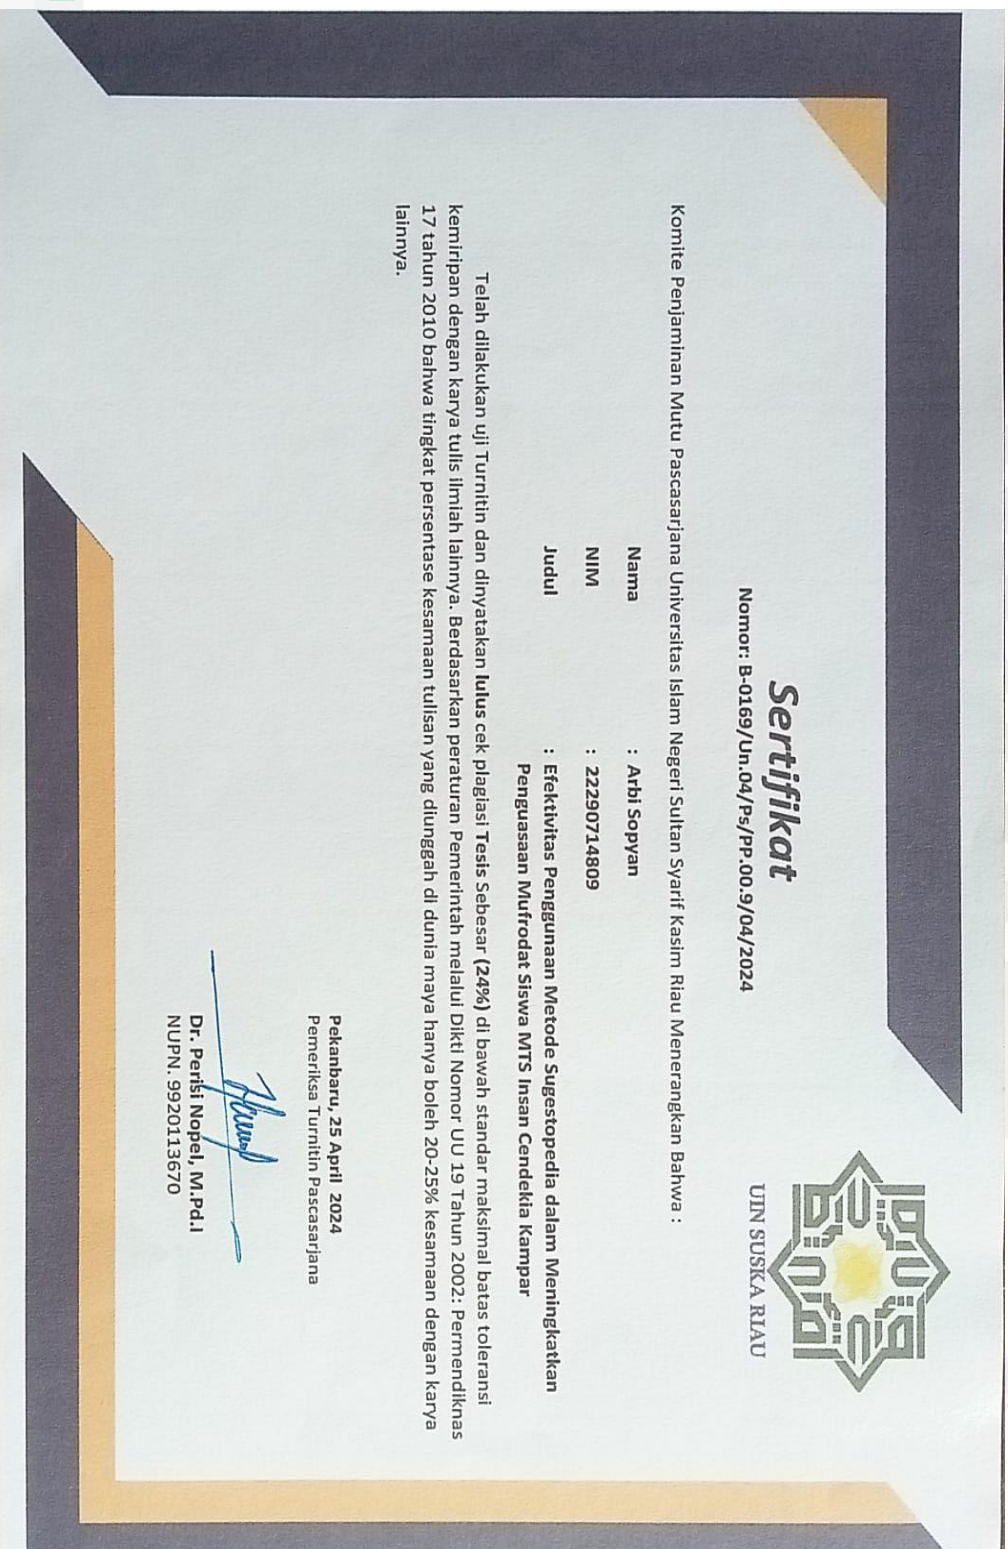 UIN SUSKA RIAU
Sertifikat
Nomor: B-0169/Un.04/Ps/PP.00.9/04/2024
Komite Penjaminan Mutu Pascasarjana Universitas Islam Negeri Sultan Syarif Kasim Riau Menerangkan Bahwa :
Nama : Arbi Sopyan
NIM : 22290714809
Judul : Efektivitas Penggunaan Metode Sugestopedia dalam Meningkatkan
Penguasaan Mufrodat Siswa MTS Insan Cendekia Kampar
Telah dilakukan uji Turnitin dan dinyatakan lulus cek plagiasi Tesis Sebesar (24%) di bawah standar maksimal batas toleransi
kemiripan dengan karya tulis ilmiah lainnya. Berdasarkan peraturan Pemerintah melalui Dikti Nomor UU 19 Tahun 2002: Permendiknas
17 tahun 2010 bahwa tingkat persentase kesamaan tulisan yang diunggah di dunia maya hanya boleh 20-25% kesamaan dengan karya
lainnya.
Pekanbaru, 25 April 2024
Pemeriksa Turnitin Pascasarjana
Dr. Perisi Nopel, M.Pd.I
NUPN. 9920113670